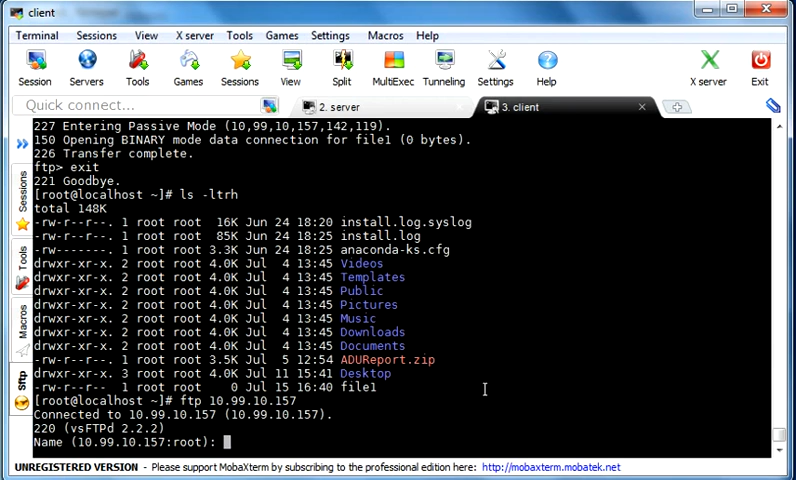 client
Terminal Sessions View X server Tools Games Settings Macros Help
Session Servers Tools Games Sessions View Split MultiExec Tunneling Settings Help X server Exit
Quick connect...
2. server
3. client
Sessions
Tools
Macros
Sftp
227 Entering Passive Mode (10,99,10,157,142,119).
150 Opening BINARY mode data connection for file1 (0 bytes).
226 Transfer complete.
ftp> exit
221 Goodbye.
[root@localhost ~]# ls -ltrh
total 148K
-rw-r--r--. 1 root root  16K Jun 24 18:20 install.log.syslog
-rw-r--r--. 1 root root  85K Jun 24 18:25 install.log
-rw-------. 1 root root 3.3K Jun 24 18:25 anaconda-ks.cfg
drwxr-xr-x. 2 root root 4.0K Jul  4 13:45 Videos
drwxr-xr-x. 2 root root 4.0K Jul  4 13:45 Templates
drwxr-xr-x. 2 root root 4.0K Jul  4 13:45 Public
drwxr-xr-x. 2 root root 4.0K Jul  4 13:45 Pictures
drwxr-xr-x. 2 root root 4.0K Jul  4 13:45 Music
drwxr-xr-x. 2 root root 4.0K Jul  4 13:45 Downloads
drwxr-xr-x. 2 root root 4.0K Jul  4 13:45 Documents
-rw-r--r--. 1 root root 3.5K Jul  5 12:54 ADUReport.zip
drwxr-xr-x. 3 root root 4.0K Jul 11 15:41 Desktop
-rw-r--r--  1 root root    0 Jul 15 16:40 file1
[root@localhost ~]# ftp 10.99.10.157
Connected to 10.99.10.157 (10.99.10.157).
220 (vsFTPd 2.2.2)
Name (10.99.10.157:root):
UNREGISTERED VERSION - Please support MobaXterm by subscribing to the professional edition here: http://mobaxterm.mobatek.net